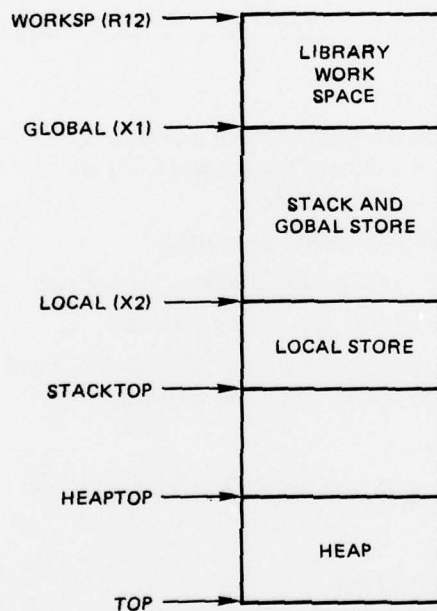 WORKSP (R12)
LIBRARY
WORK
SPACE
GLOBAL (X1)
STACK AND
GOBAL STORE
LOCAL (X2)
LOCAL STORE
STACKTOP
HEAPTOP
HEAP
TOP